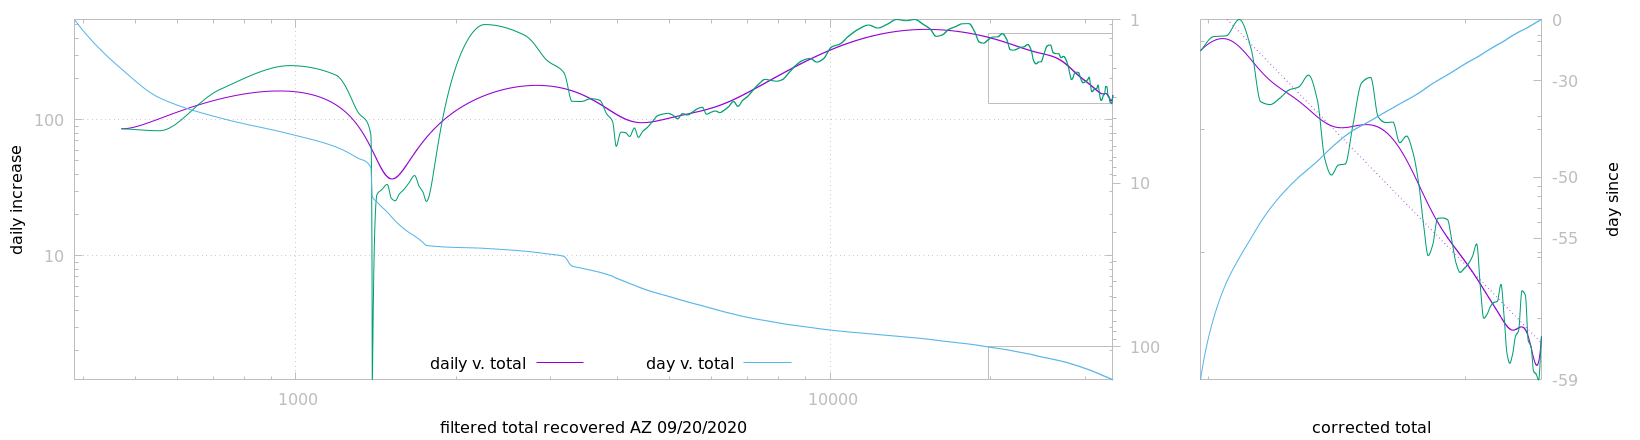 daily increase
100
10
1
10
100
daily v. total
day v. total
1000
10000
filtered total recovered AZ 09/20/2020
0
-30
-50
-55
-59
day since
corrected total